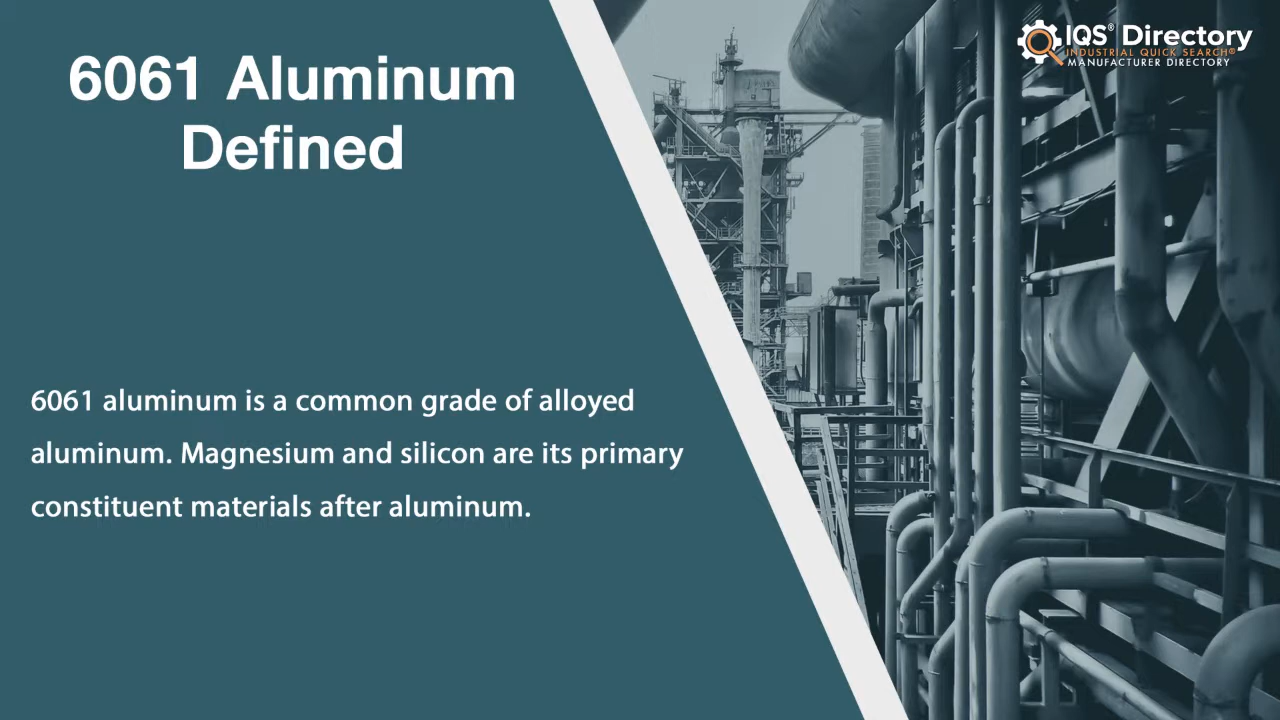 6061 Aluminum
Defined
IQS® Directory
INDUSTRIAL QUICK SEARCH®
MANUFACTURER DIRECTORY
6061 aluminum is a common grade of alloyed
aluminum. Magnesium and silicon are its primary
constituent materials after aluminum.